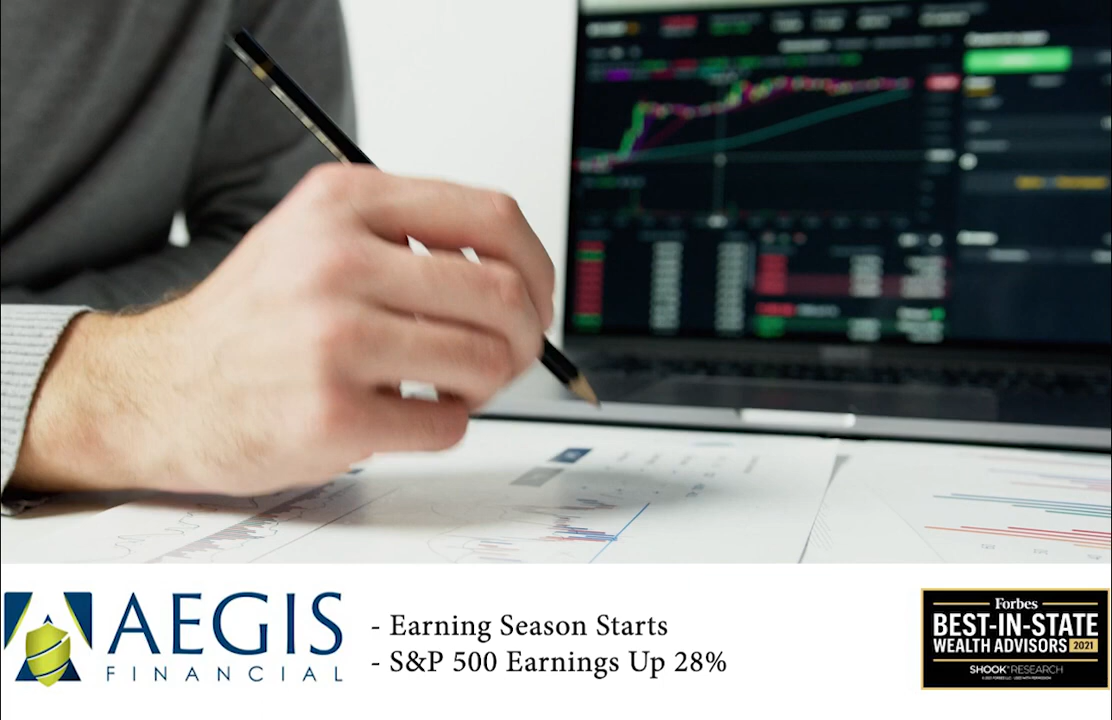 AEGIS
FINANCIAL
- Earning Season Starts
- S&P 500 Earnings Up 28%
Forbes
BEST-IN-STATE
WEALTH ADVISORS 2021
SHOOK RESEARCH